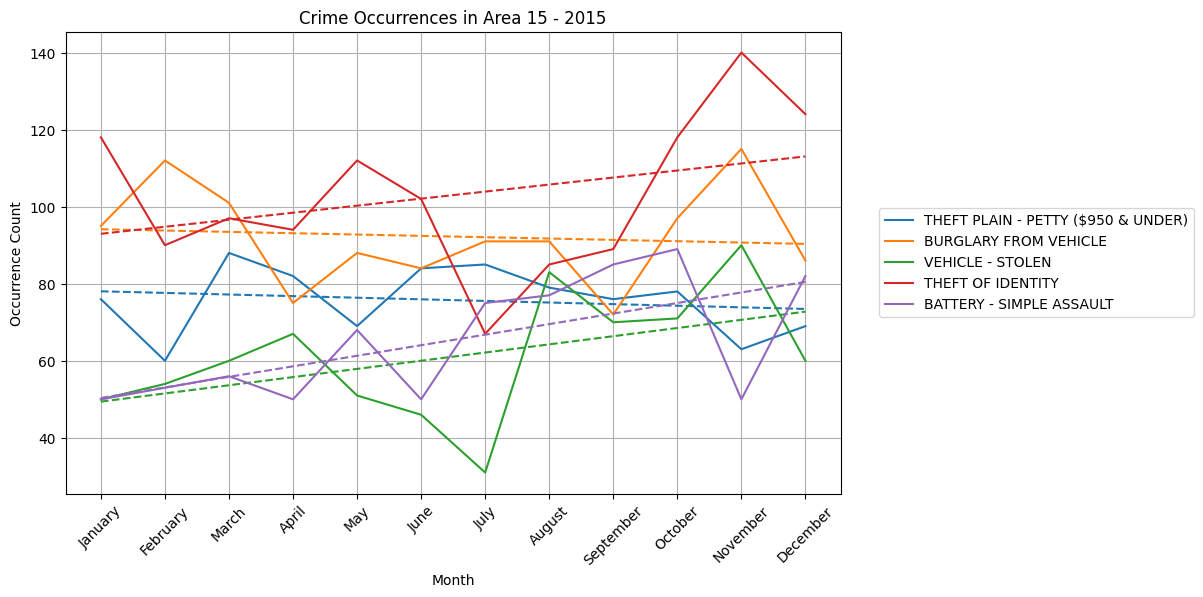 Crime Occurrences in Area 15 - 2015
Occurrence Count
140
120
100
80
60
40
January
February
March
April
May
June
July
August
September
October
November
December
Month
THEFT PLAIN - PETTY ($950 & UNDER)
BURGLARY FROM VEHICLE
VEHICLE - STOLEN
THEFT OF IDENTITY
BATTERY - SIMPLE ASSAULT